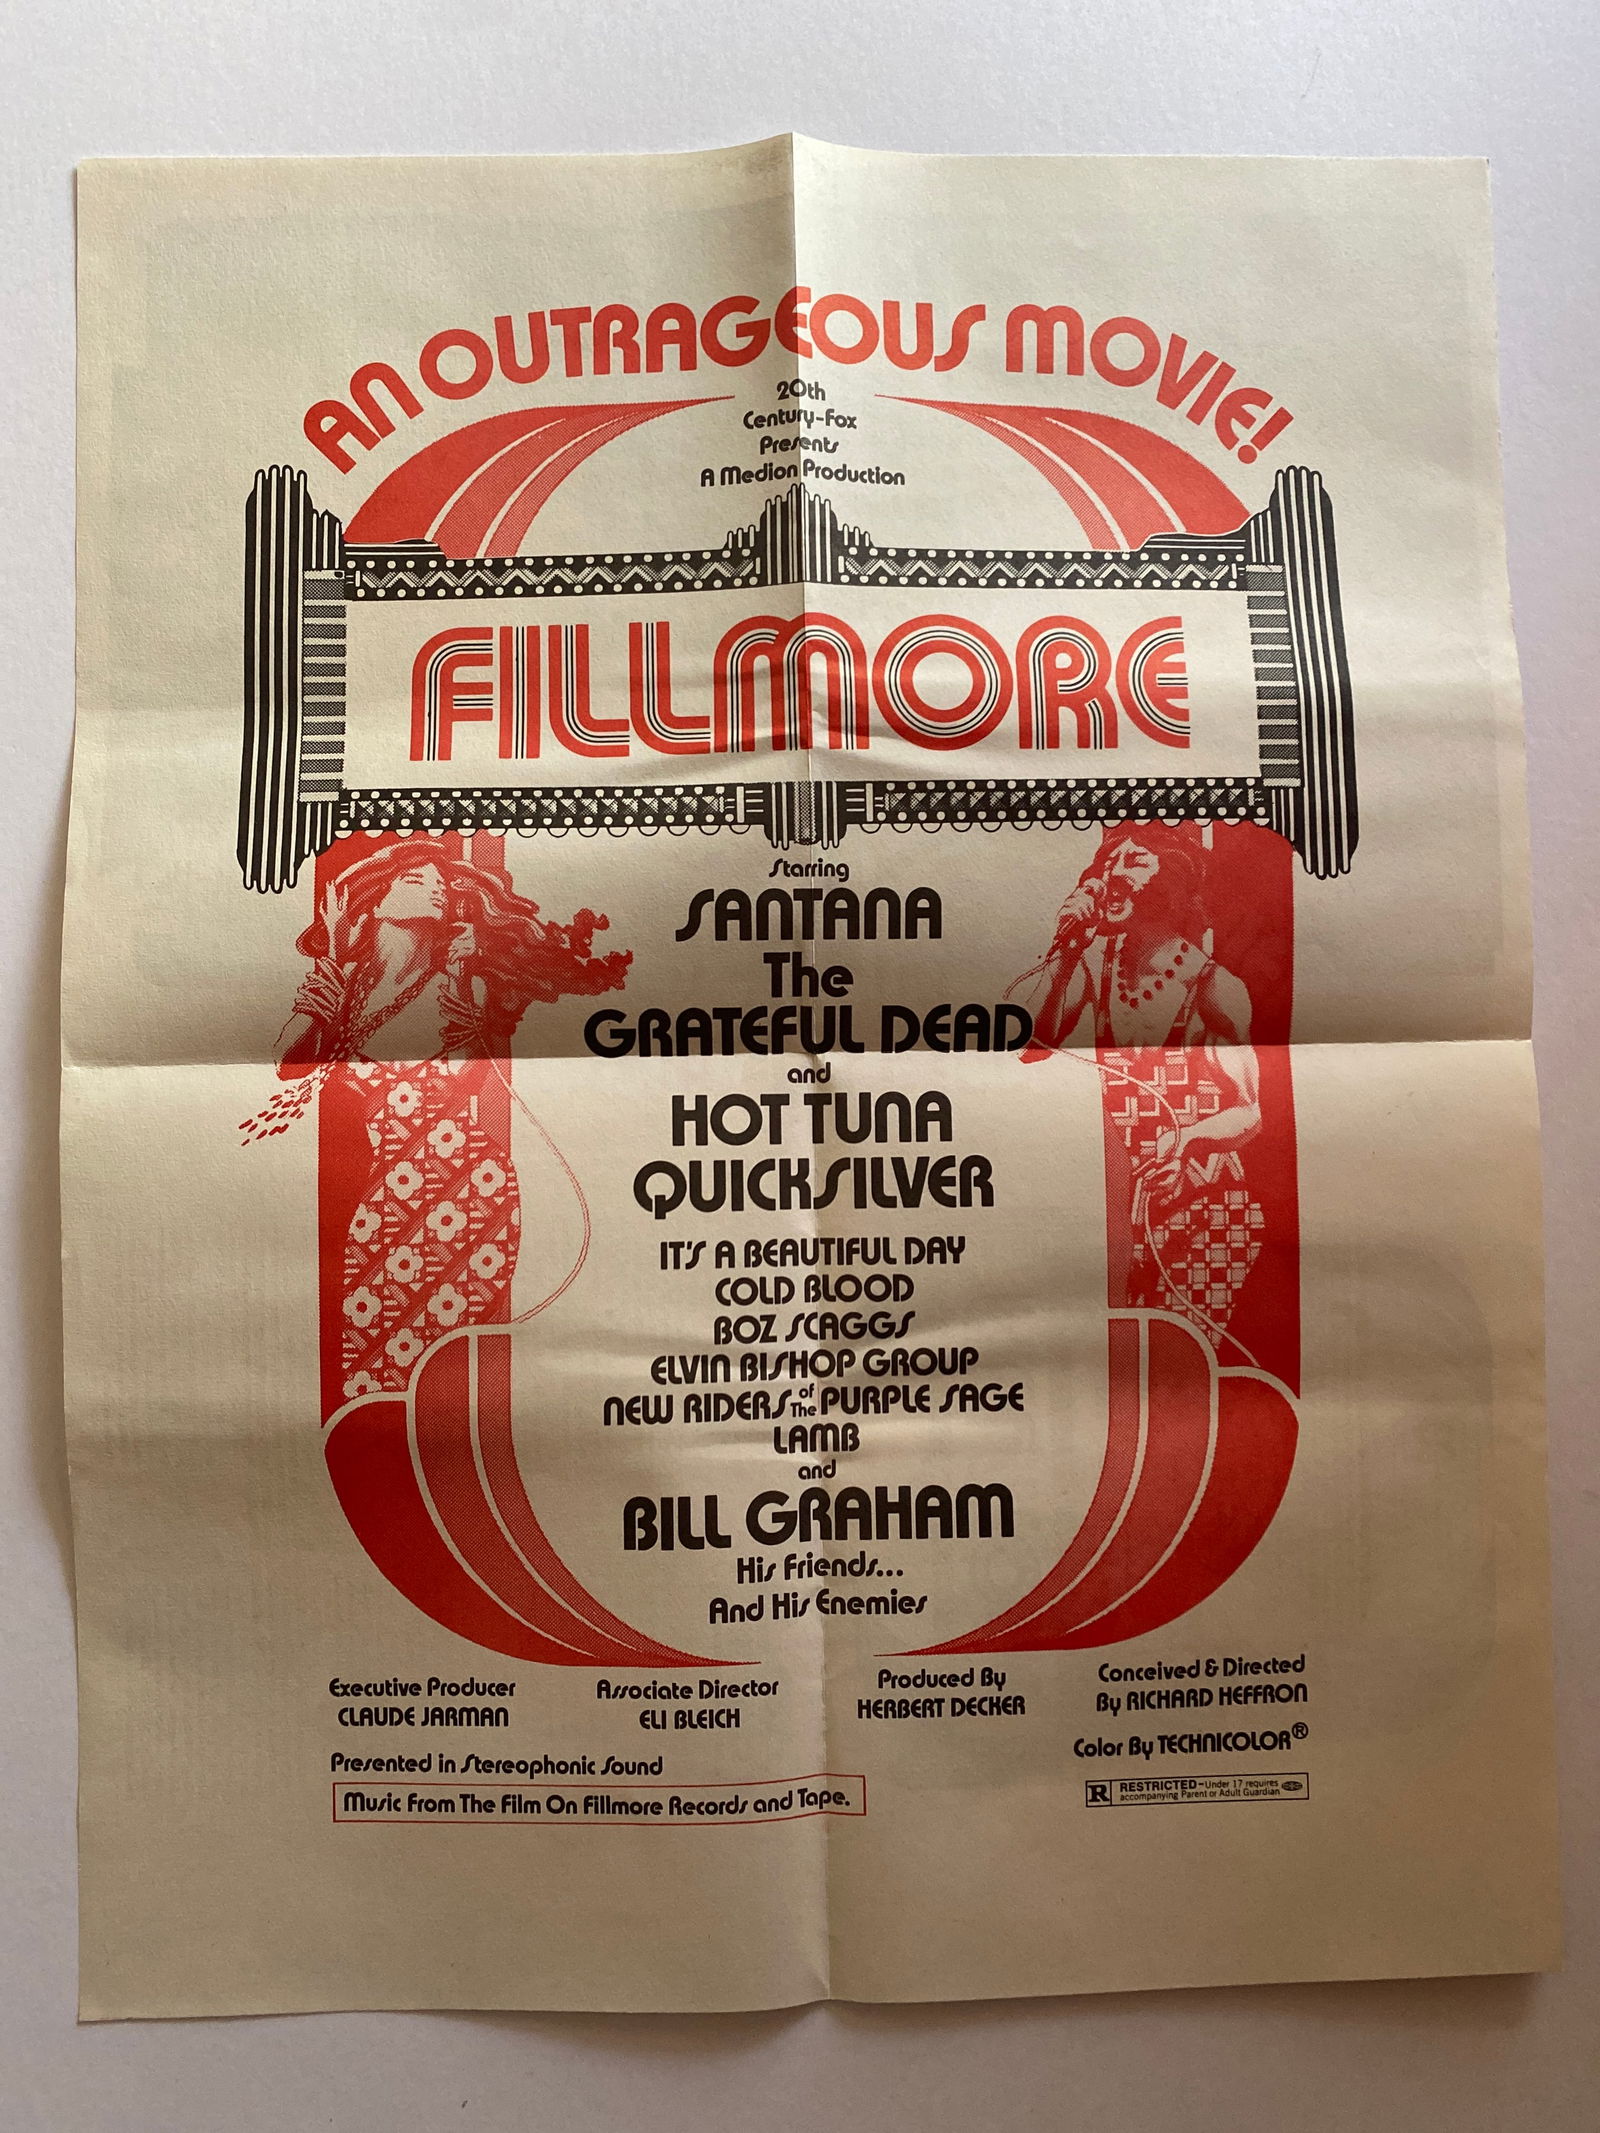 AN OUTRAGEOUS MOVIE!
20th
Century-Fox
Presents
A Medion Production
FILLMORE
Starring
SANTANA
The
GRATEFUL DEAD
and
HOT TUNA
QUICKSILVER
IT'S A BEAUTIFUL DAY
COLD BLOOD
BOZ SCAGGS
ELVIN BISHOP GROUP
NEW RIDERS of The PURPLE SAGE
LAMB
and
BILL GRAHAM
His Friends...
And His Enemies
Executive Producer
CLAUDE JARMAN
Associate Director
ELI BLEICH
Produced By
HERBERT DECKER
Conceived & Directed
By RICHARD HEFFRON
Color By TECHNICOLOR®
Presented in Stereophonic Sound
Music From The Film On Fillmore Records and Tape.
R RESTRICTED-Under 17 requires
accompanying Parent or Adult Guardian